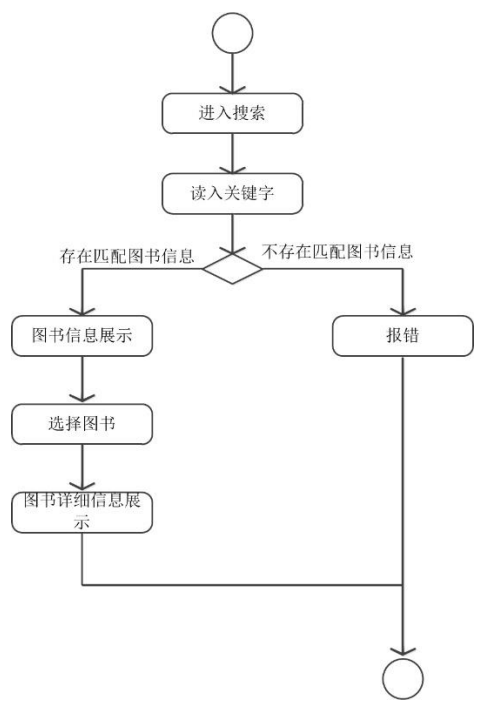 进入搜索
读入关键字
存在匹配图书信息
不存在匹配图书信息
图书信息展示
报错
选择图书
图书详细信息展
示